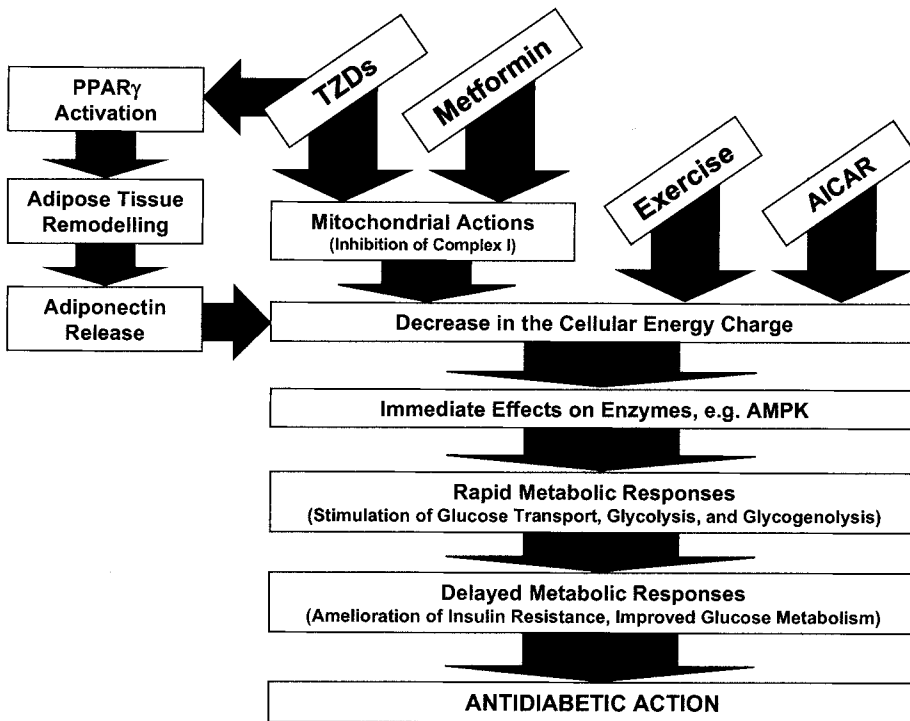 TZDs
Metformin
PPARγ
Activation
Exercise
AICAR
Adipose Tissue
Remodelling
Mitochondrial Actions
(Inhibition of Complex I)
Adiponectin
Release
Decrease in the Cellular Energy Charge
Immediate Effects on Enzymes, e.g. AMPK
Rapid Metabolic Responses
(Stimulation of Glucose Transport, Glycolysis, and Glycogenolysis)
Delayed Metabolic Responses
(Amelioration of Insulin Resistance, Improved Glucose Metabolism)
ANTIDIABETIC ACTION